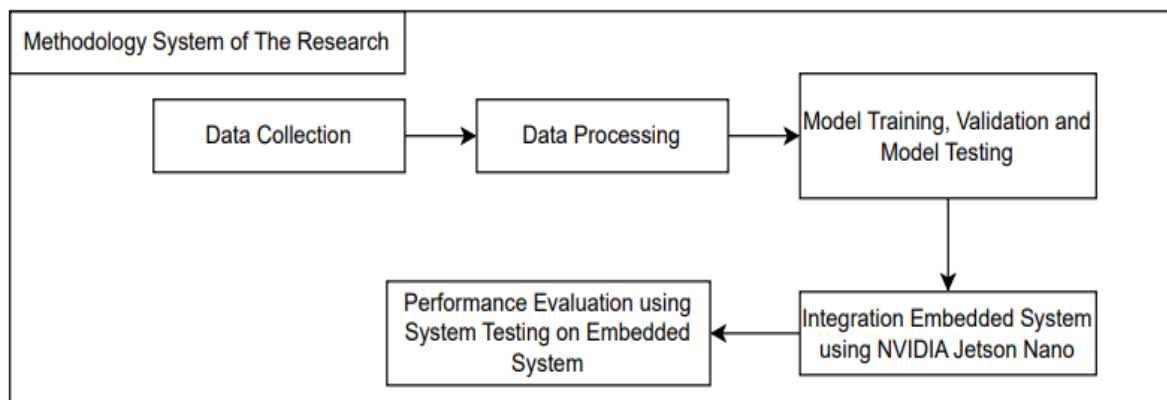 Methodology System of The Research
Data Collection
Data Processing
Model Training, Validation and
Model Testing
Performance Evaluation using
System Testing on Embedded
System
Integration Embedded System
using NVIDIA Jetson Nano